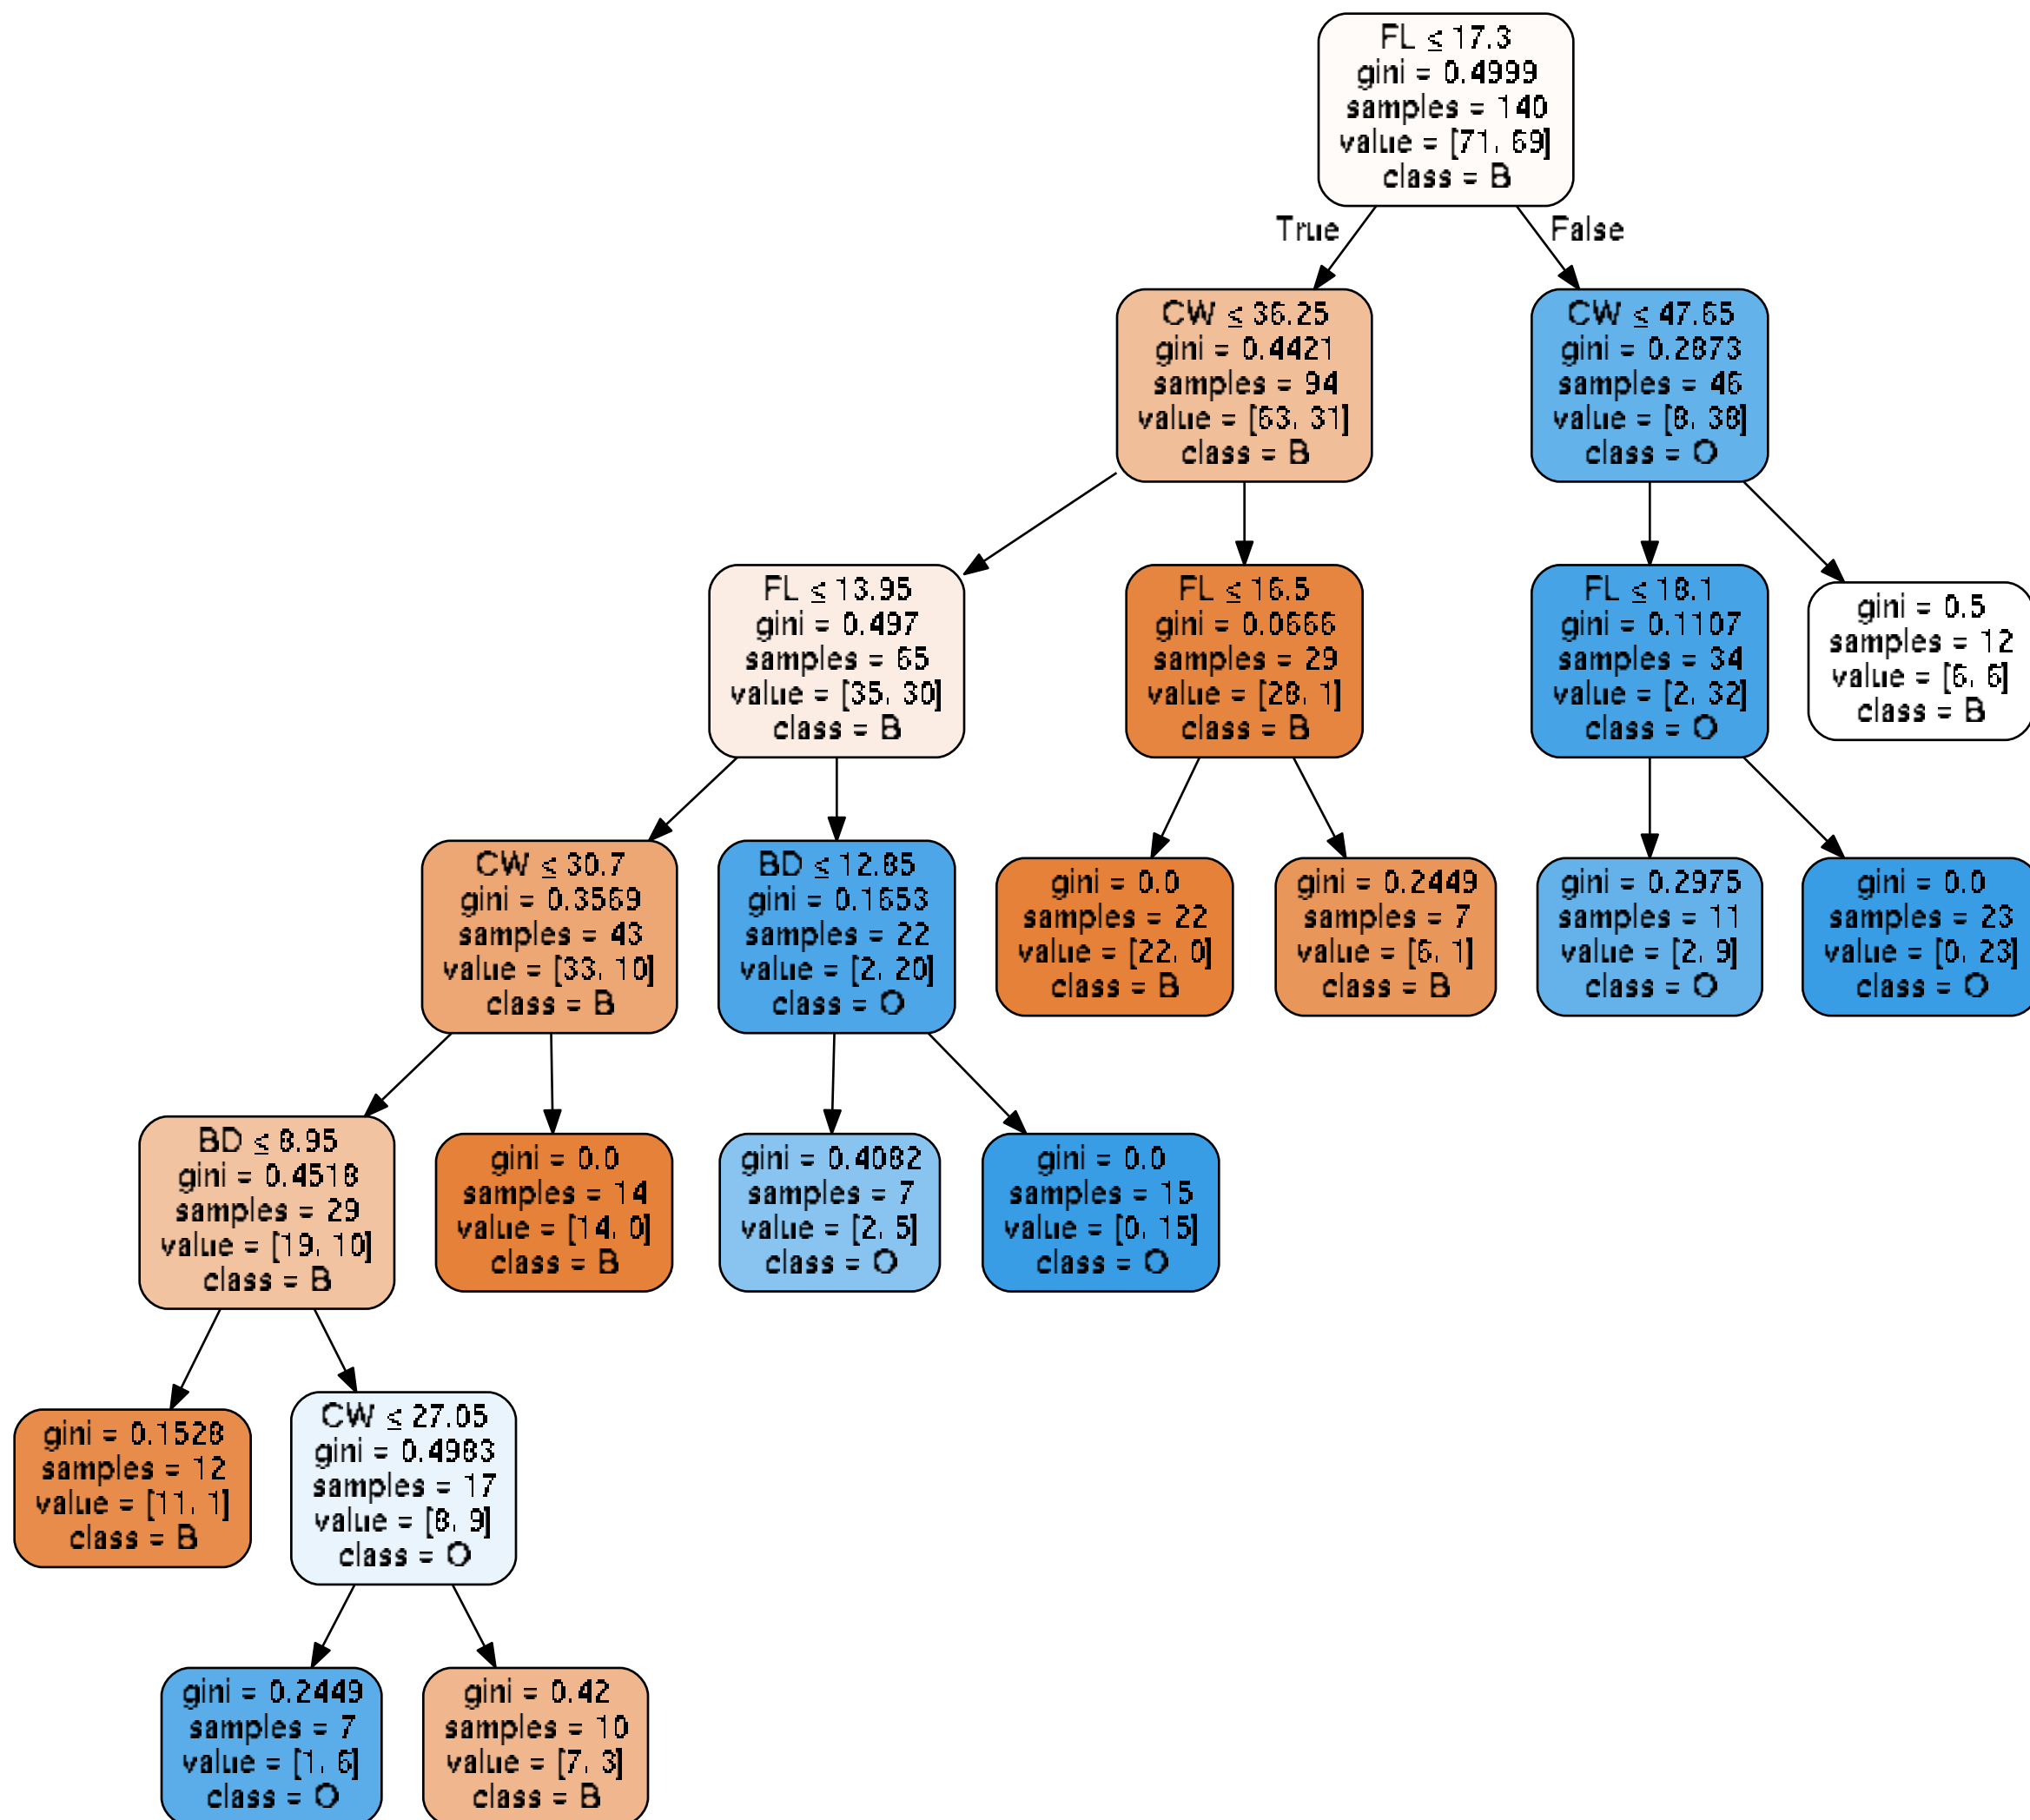 FL ≤ 17.3
gini = 0.4999
samples = 140
value = [71, 69]
class = B
True
False
CW ≤ 36.25
gini = 0.4421
samples = 94
value = [63, 31]
class = B
CW ≤ 47.65
gini = 0.2873
samples = 46
value = [8, 38]
class = O
FL ≤ 13.95
gini = 0.497
samples = 65
value = [35, 30]
class = B
FL ≤ 16.5
gini = 0.0666
samples = 29
value = [28, 1]
class = B
FL ≤ 18.1
gini = 0.1107
samples = 34
value = [2, 32]
class = O
gini = 0.5
samples = 12
value = [6, 6]
class = B
CW ≤ 30.7
gini = 0.3569
samples = 43
value = [33, 10]
class = B
BD ≤ 12.85
gini = 0.1653
samples = 22
value = [2, 20]
class = O
gini = 0.0
samples = 22
value = [22, 0]
class = B
gini = 0.2449
samples = 7
value = [6, 1]
class = B
gini = 0.2975
samples = 11
value = [2, 9]
class = O
gini = 0.0
samples = 23
value = [0, 23]
class = O
BD ≤ 8.95
gini = 0.4518
samples = 29
value = [19, 10]
class = B
gini = 0.0
samples = 14
value = [14, 0]
class = B
gini = 0.4082
samples = 7
value = [2, 5]
class = O
gini = 0.0
samples = 15
value = [0, 15]
class = O
gini = 0.1528
samples = 12
value = [11, 1]
class = B
CW ≤ 27.05
gini = 0.4983
samples = 17
value = [8, 9]
class = O
gini = 0.2449
samples = 7
value = [1, 6]
class = O
gini = 0.42
samples = 10
value = [7, 3]
class = B